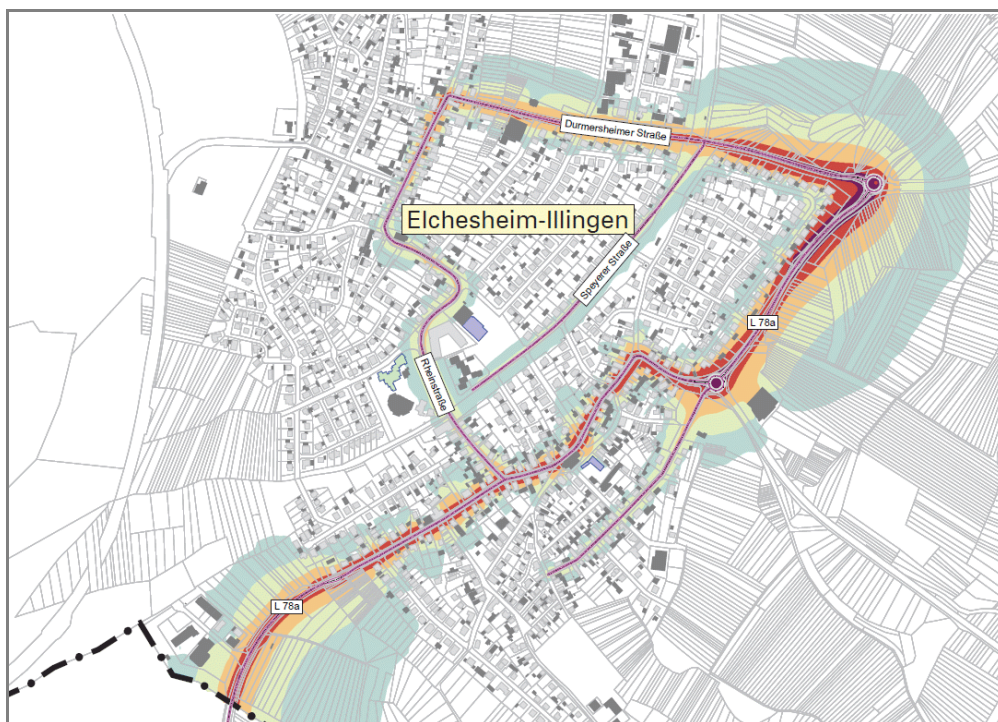 Durmersheimer Straße
Elchesheim-Illingen
Speyerer Straße
L 78a
Rheinstraße
L 78a